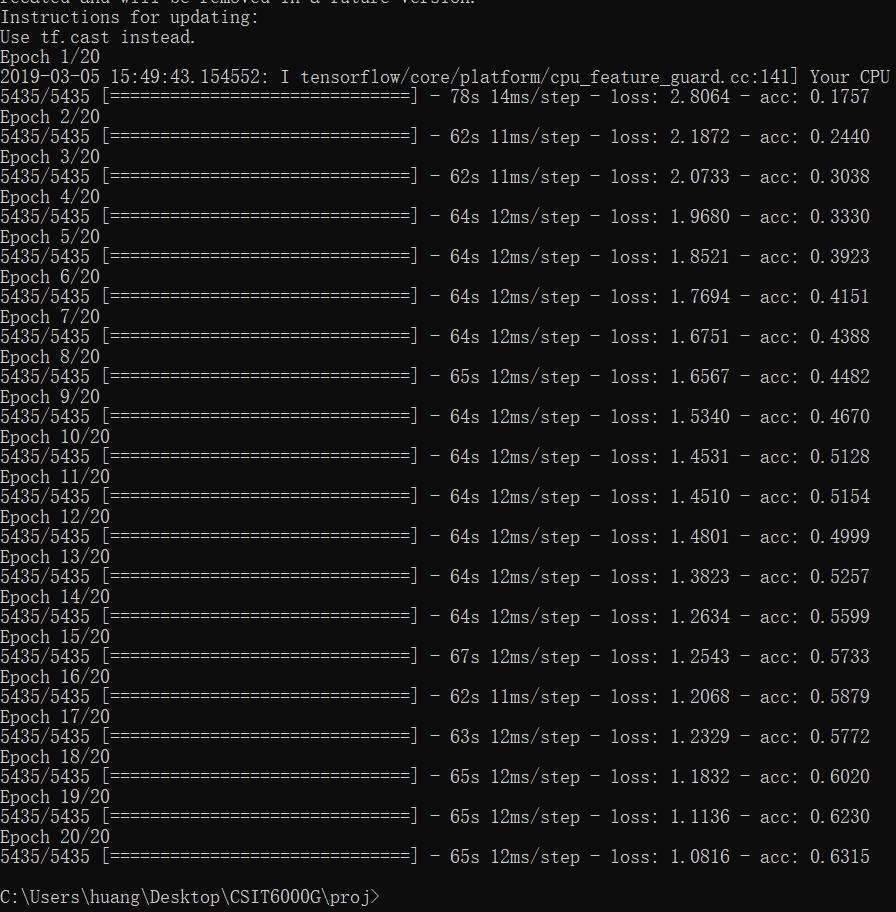 recated and will be removed in a future version.
Instructions for updating:
Use tf.cast instead.
Epoch 1/20
2019-03-05 15:49:43.154552: I tensorflow/core/platform/cpu_feature_guard.cc:141] Your CPU
5435/5435 [==============================] - 78s 14ms/step - loss: 2.8064 - acc: 0.1757
Epoch 2/20
5435/5435 [==============================] - 62s 11ms/step - loss: 2.1872 - acc: 0.2440
Epoch 3/20
5435/5435 [==============================] - 62s 11ms/step - loss: 2.0733 - acc: 0.3038
Epoch 4/20
5435/5435 [==============================] - 64s 12ms/step - loss: 1.9680 - acc: 0.3330
Epoch 5/20
5435/5435 [==============================] - 64s 12ms/step - loss: 1.8521 - acc: 0.3923
Epoch 6/20
5435/5435 [==============================] - 64s 12ms/step - loss: 1.7694 - acc: 0.4151
Epoch 7/20
5435/5435 [==============================] - 64s 12ms/step - loss: 1.6751 - acc: 0.4388
Epoch 8/20
5435/5435 [==============================] - 65s 12ms/step - loss: 1.6567 - acc: 0.4482
Epoch 9/20
5435/5435 [==============================] - 64s 12ms/step - loss: 1.5340 - acc: 0.4670
Epoch 10/20
5435/5435 [==============================] - 64s 12ms/step - loss: 1.4531 - acc: 0.5128
Epoch 11/20
5435/5435 [==============================] - 64s 12ms/step - loss: 1.4510 - acc: 0.5154
Epoch 12/20
5435/5435 [==============================] - 64s 12ms/step - loss: 1.4801 - acc: 0.4999
Epoch 13/20
5435/5435 [==============================] - 64s 12ms/step - loss: 1.3823 - acc: 0.5257
Epoch 14/20
5435/5435 [==============================] - 64s 12ms/step - loss: 1.2634 - acc: 0.5599
Epoch 15/20
5435/5435 [==============================] - 67s 12ms/step - loss: 1.2543 - acc: 0.5733
Epoch 16/20
5435/5435 [==============================] - 62s 11ms/step - loss: 1.2068 - acc: 0.5879
Epoch 17/20
5435/5435 [==============================] - 63s 12ms/step - loss: 1.2329 - acc: 0.5772
Epoch 18/20
5435/5435 [==============================] - 65s 12ms/step - loss: 1.1832 - acc: 0.6020
Epoch 19/20
5435/5435 [==============================] - 65s 12ms/step - loss: 1.1136 - acc: 0.6230
Epoch 20/20
5435/5435 [==============================] - 65s 12ms/step - loss: 1.0816 - acc: 0.6315
C:\Users\huang\Desktop\CSIT6000G\proj>